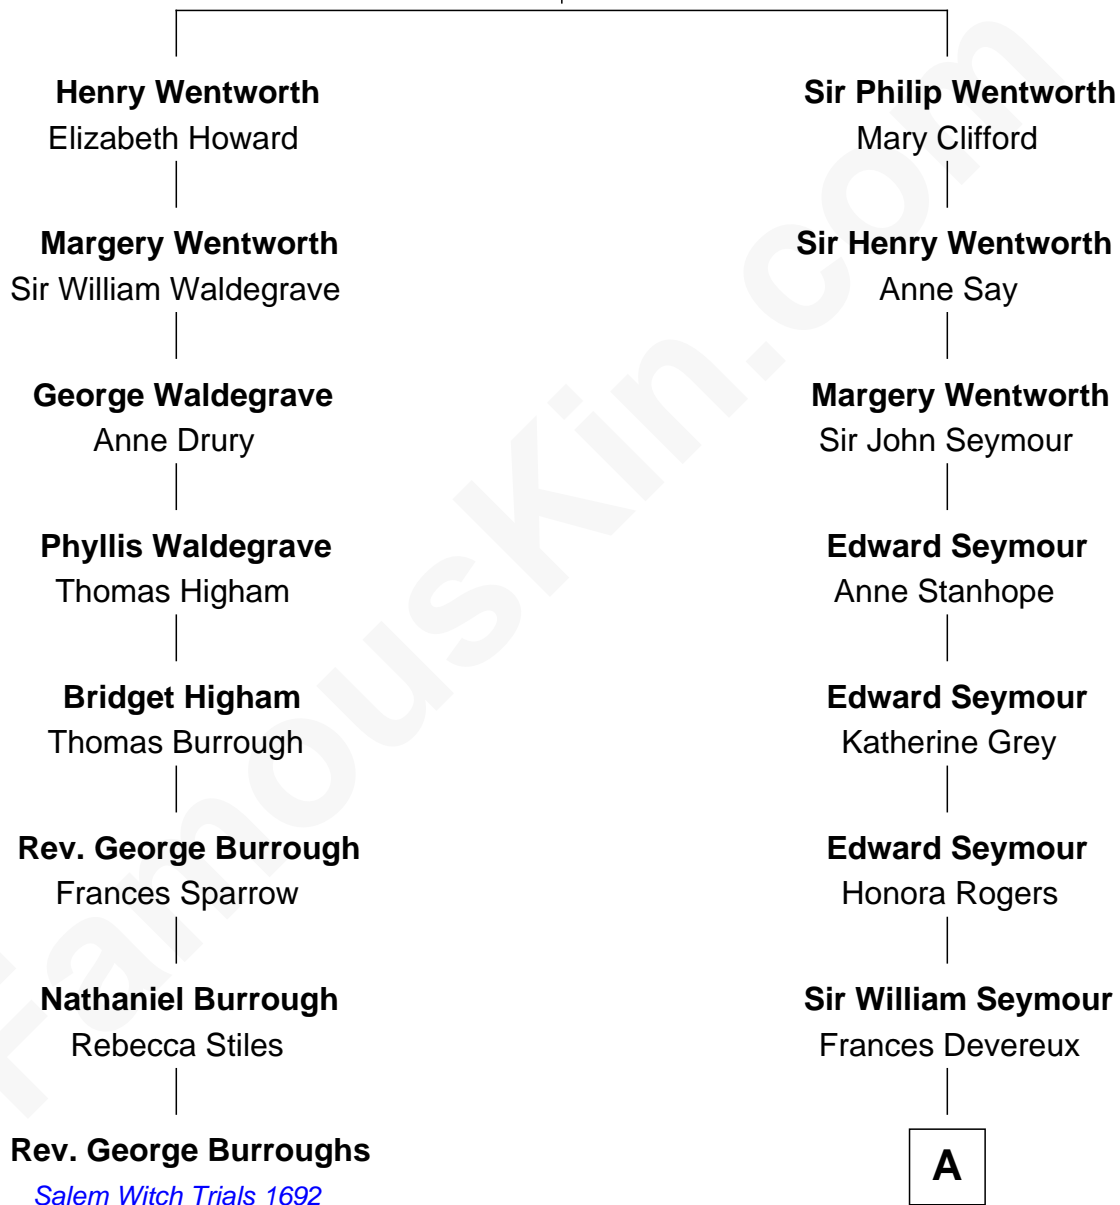 Henry Wentworth
Elizabeth Howard
Margery Wentworth
Sir William Waldegrave
George Waldegrave
Anne Drury
Phyllis Waldegrave
Thomas Higham
Bridget Higham
Thomas Burrough
Rev. George Burrough
Frances Sparrow
Nathaniel Burrough
Rebecca Stiles
Rev. George Burroughs
Salem Witch Trials 1692
Sir Philip Wentworth
Mary Clifford
Sir Henry Wentworth
Anne Say
Margery Wentworth
Sir John Seymour
Edward Seymour
Anne Stanhope
Edward Seymour
Katherine Grey
Edward Seymour
Honora Rogers
Sir William Seymour
Frances Devereux
A
FamousKin.com